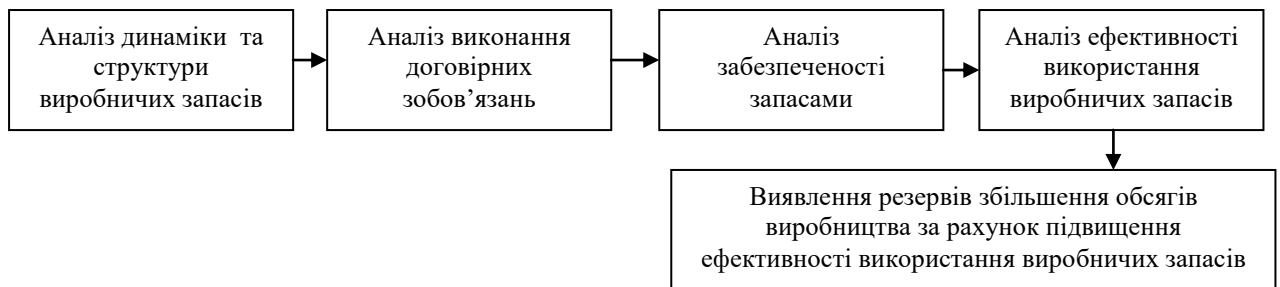 Аналіз динаміки та
структури
виробничих запасів
Аналіз виконання
договірних
зобов’язань
Аналіз
забезпеченості
запасами
Аналіз ефективності
використання
виробничих запасів
Виявлення резервів збільшення обсягів
виробництва за рахунок підвищення
ефективності використання виробничих запасів